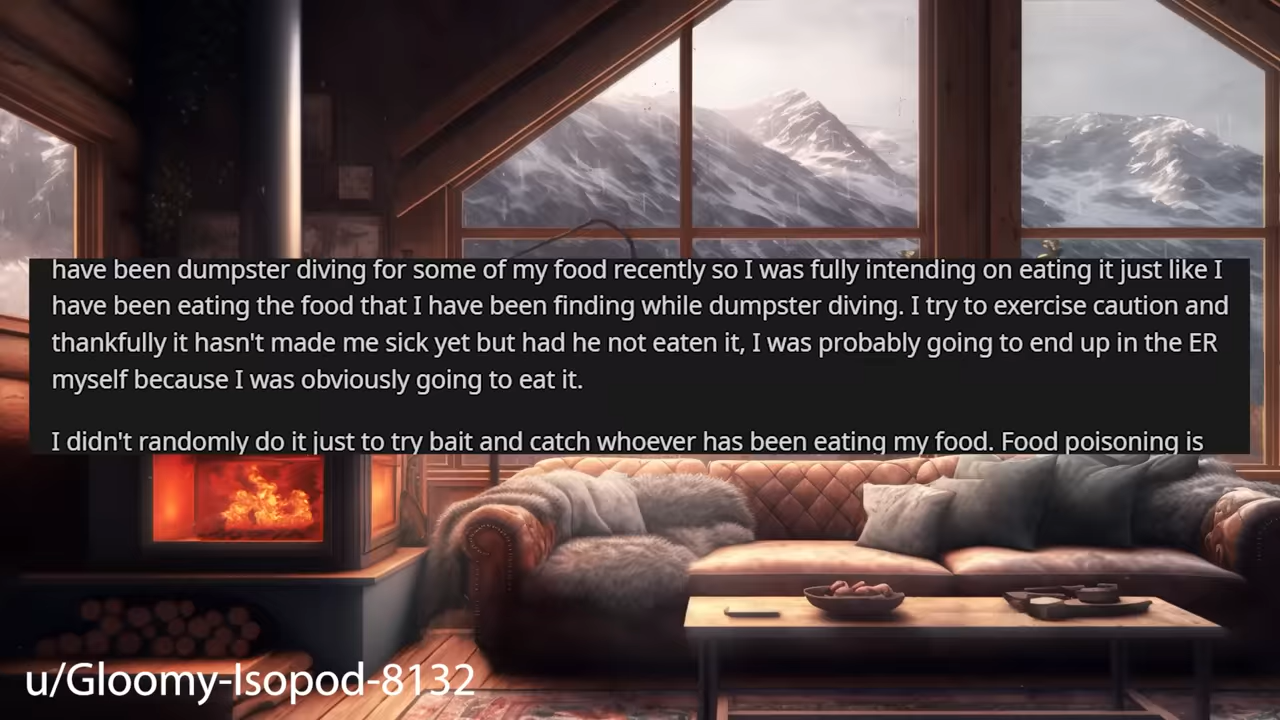 have been dumpster diving for some of my food recently so I was fully intending on eating it just like I
have been eating the food that I have been finding while dumpster diving. I try to exercise caution and
thankfully it hasn't made me sick yet but had he not eaten it, I was probably going to end up in the ER
myself because I was obviously going to eat it.
I didn't randomly do it just to try bait and catch whoever has been eating my food. Food poisoning is
u/Gloomy-Isopod-8132